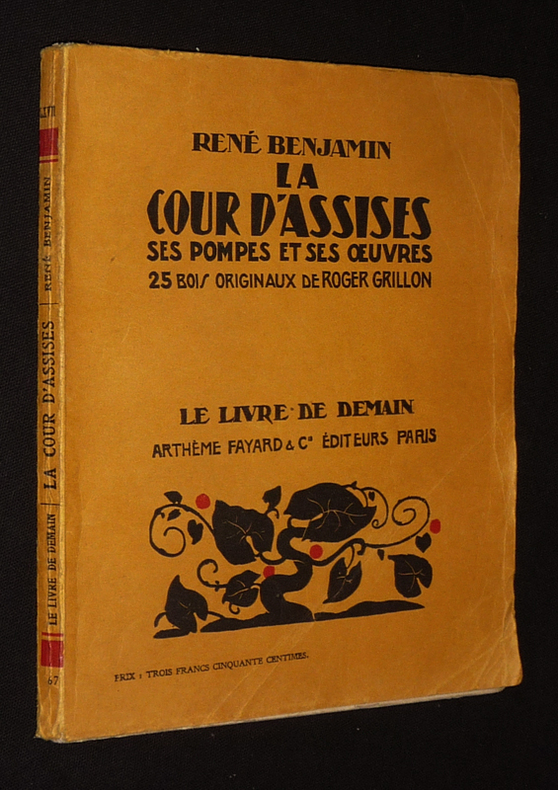 RENÉ BENJAMIN
LA
COUR D'ASSISES
SES POMPES ET SES ŒUVRES
25 BOIS ORIGINAUX DE ROGER GRILLON
LE LIVRE DE DEMAIN
ARTHÈME FAYARD & Cᴵᴱ ÉDITEURS PARIS
PRIX : TROIS FRANCS CINQUANTE CENTIMES.
RENÉ BENJAMIN
LA COUR D'ASSISES
LE LIVRE DE DEMAIN
67